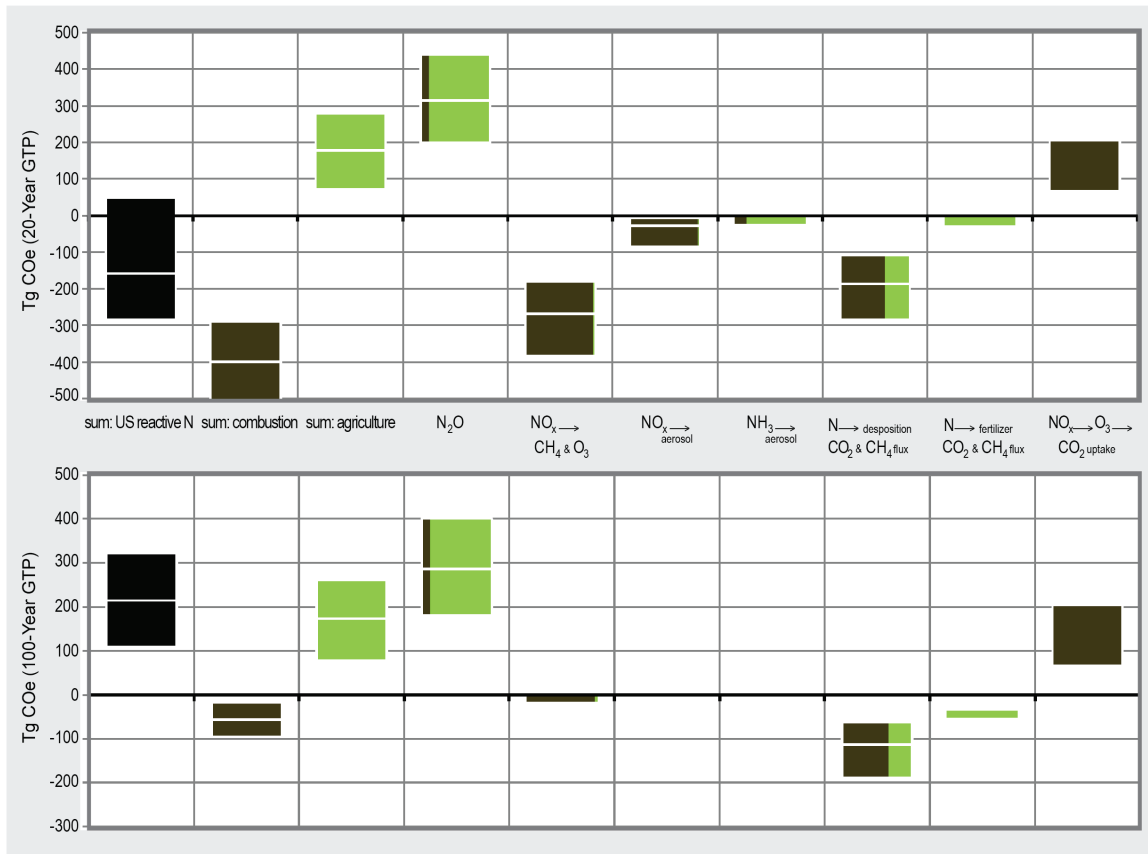 Tg COe (20-Year GTP)
500
400
300
200
100
0
-100
-200
-300
-400
-500
sum: US reactive N
sum: combustion
sum: agriculture
N₂O
NOₓ →
CH₄ & O₃
NOₓ →
aerosol
NH₃ →
aerosol
N → desposition
CO₂ & CH₄ flux
N → fertilizer
CO₂ & CH₄ flux
NOₓ → O₃ →
CO₂ uptake
Tg COe (100-Year GTP)
500
400
300
200
100
0
-100
-200
-300